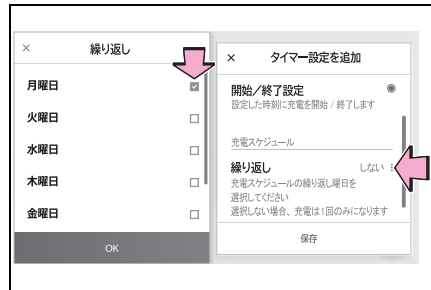 × 繰り返し
月曜日
火曜日
水曜日
木曜日
金曜日
OK
× タイマー設定を追加
開始／終了設定
設定した時刻に充電を開始 / 終了します
充電スケジュール
繰り返し しない
充電スケジュールの繰り返し曜日を
選択してください
選択しない場合、充電は1回のみになります
保存